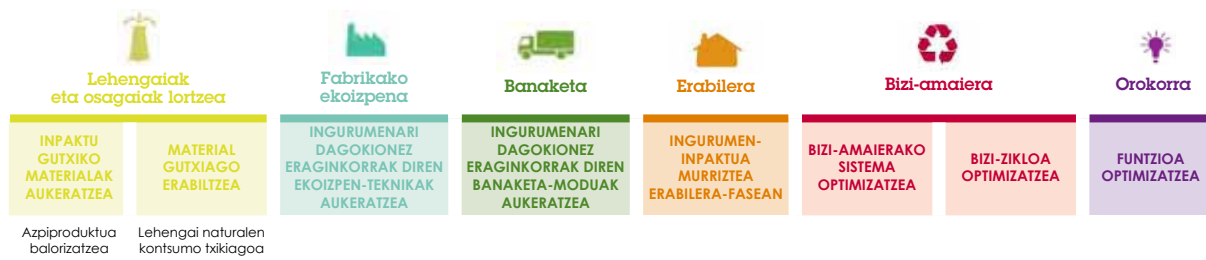 Lehengaiak
eta osagaiak lortzea
Fabrikako
ekoizpena
Banaketa
Erabilera
Bizi-amaiera
Orokorra
INPAKTU
GUTXIKO
MATERIALAK
AUKERATZEA
MATERIAL
GUTXIAGO
ERABILTZEA
INGURUMENARI
DAGOKIONEZ
ERAGINKORRAK DIREN
EKOIZPEN-TEKNIKAK
AUKERATZEA
INGURUMENARI
DAGOKIONEZ
ERAGINKORRAK DIREN
BANAKETA-MODUAK
AUKERATZEA
INGURUMEN-
INPAKTUA
MURRIZTEA
ERABILERA-FASEAN
BIZI-AMAIERAKO
SISTEMA
OPTIMIZATZEA
BIZI-ZIKLOA
OPTIMIZATZEA
FUNTZIOA
OPTIMIZATZEA
Azpiproduktua
balorizatzea
Lehengai naturalen
kontsumo txikiagoa